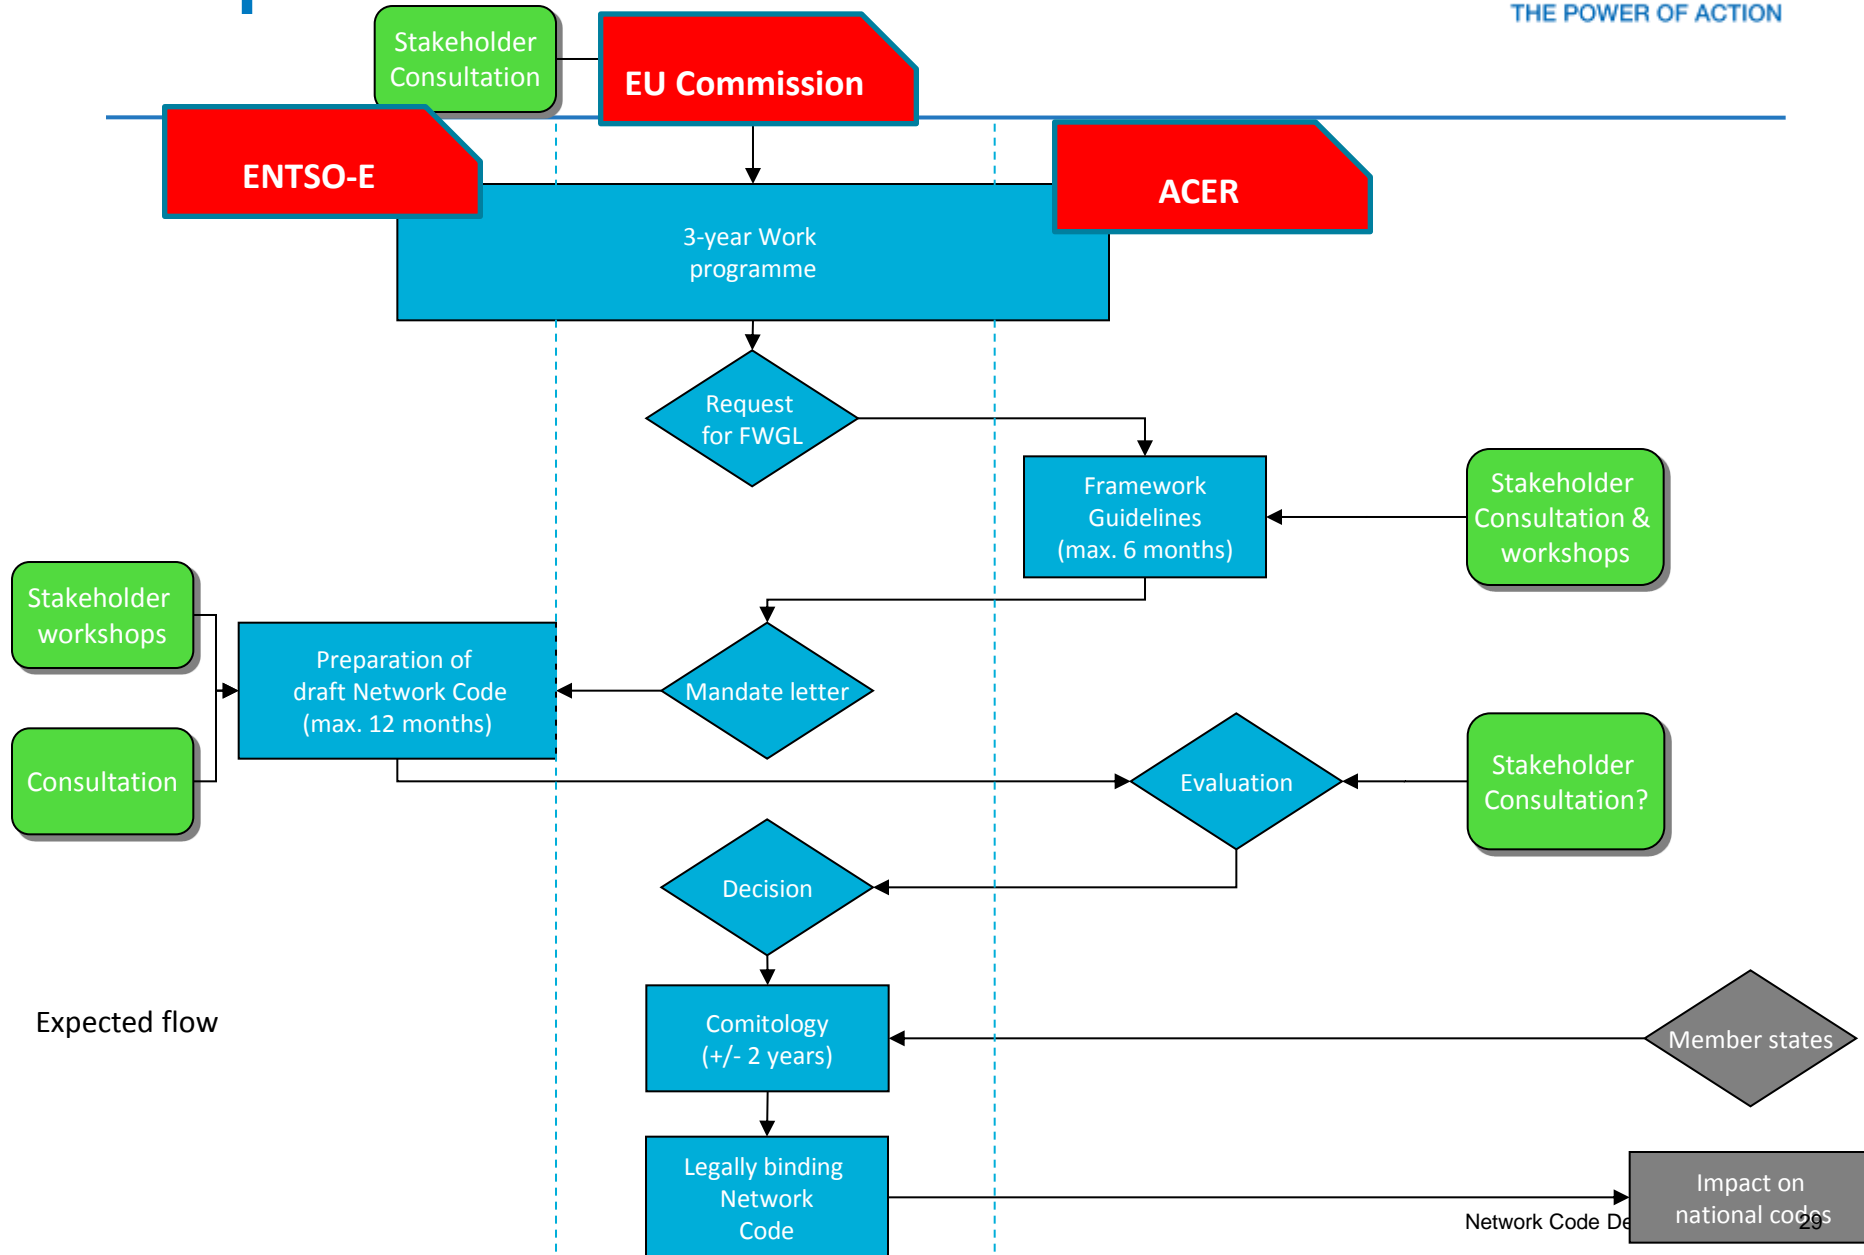 THE POWER OF ACTION
Stakeholder
Consultation
EU Commission
ENTSO-E
ACER
3-year Work
programme
Request
for FWGL
Framework
Guidelines
(max. 6 months)
Stakeholder
Consultation &
workshops
Stakeholder
workshops
Preparation of
draft Network Code
(max. 12 months)
Mandate letter
Consultation
Evaluation
Stakeholder
Consultation?
Decision
Expected flow
Comitology
(+/- 2 years)
Member states
Legally binding
Network
Code
Impact on
national codes
Network Code De
29